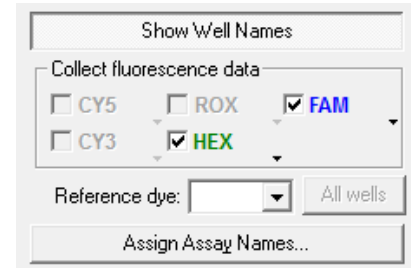 Show Well Names
Collect fluorescence data
CY5 ROX FAM
CY3 HEX
Reference dye: All wells
Assign Assay Names...